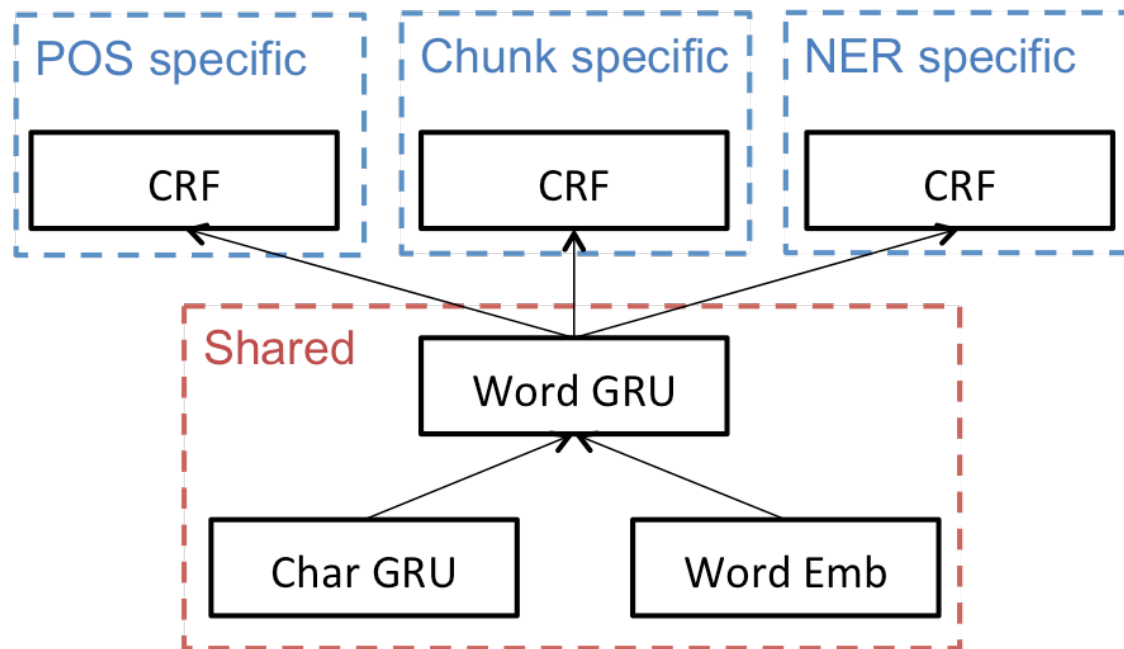 POS specific
Chunk specific
NER specific
CRF
CRF
CRF
Shared
Word GRU
Char GRU
Word Emb